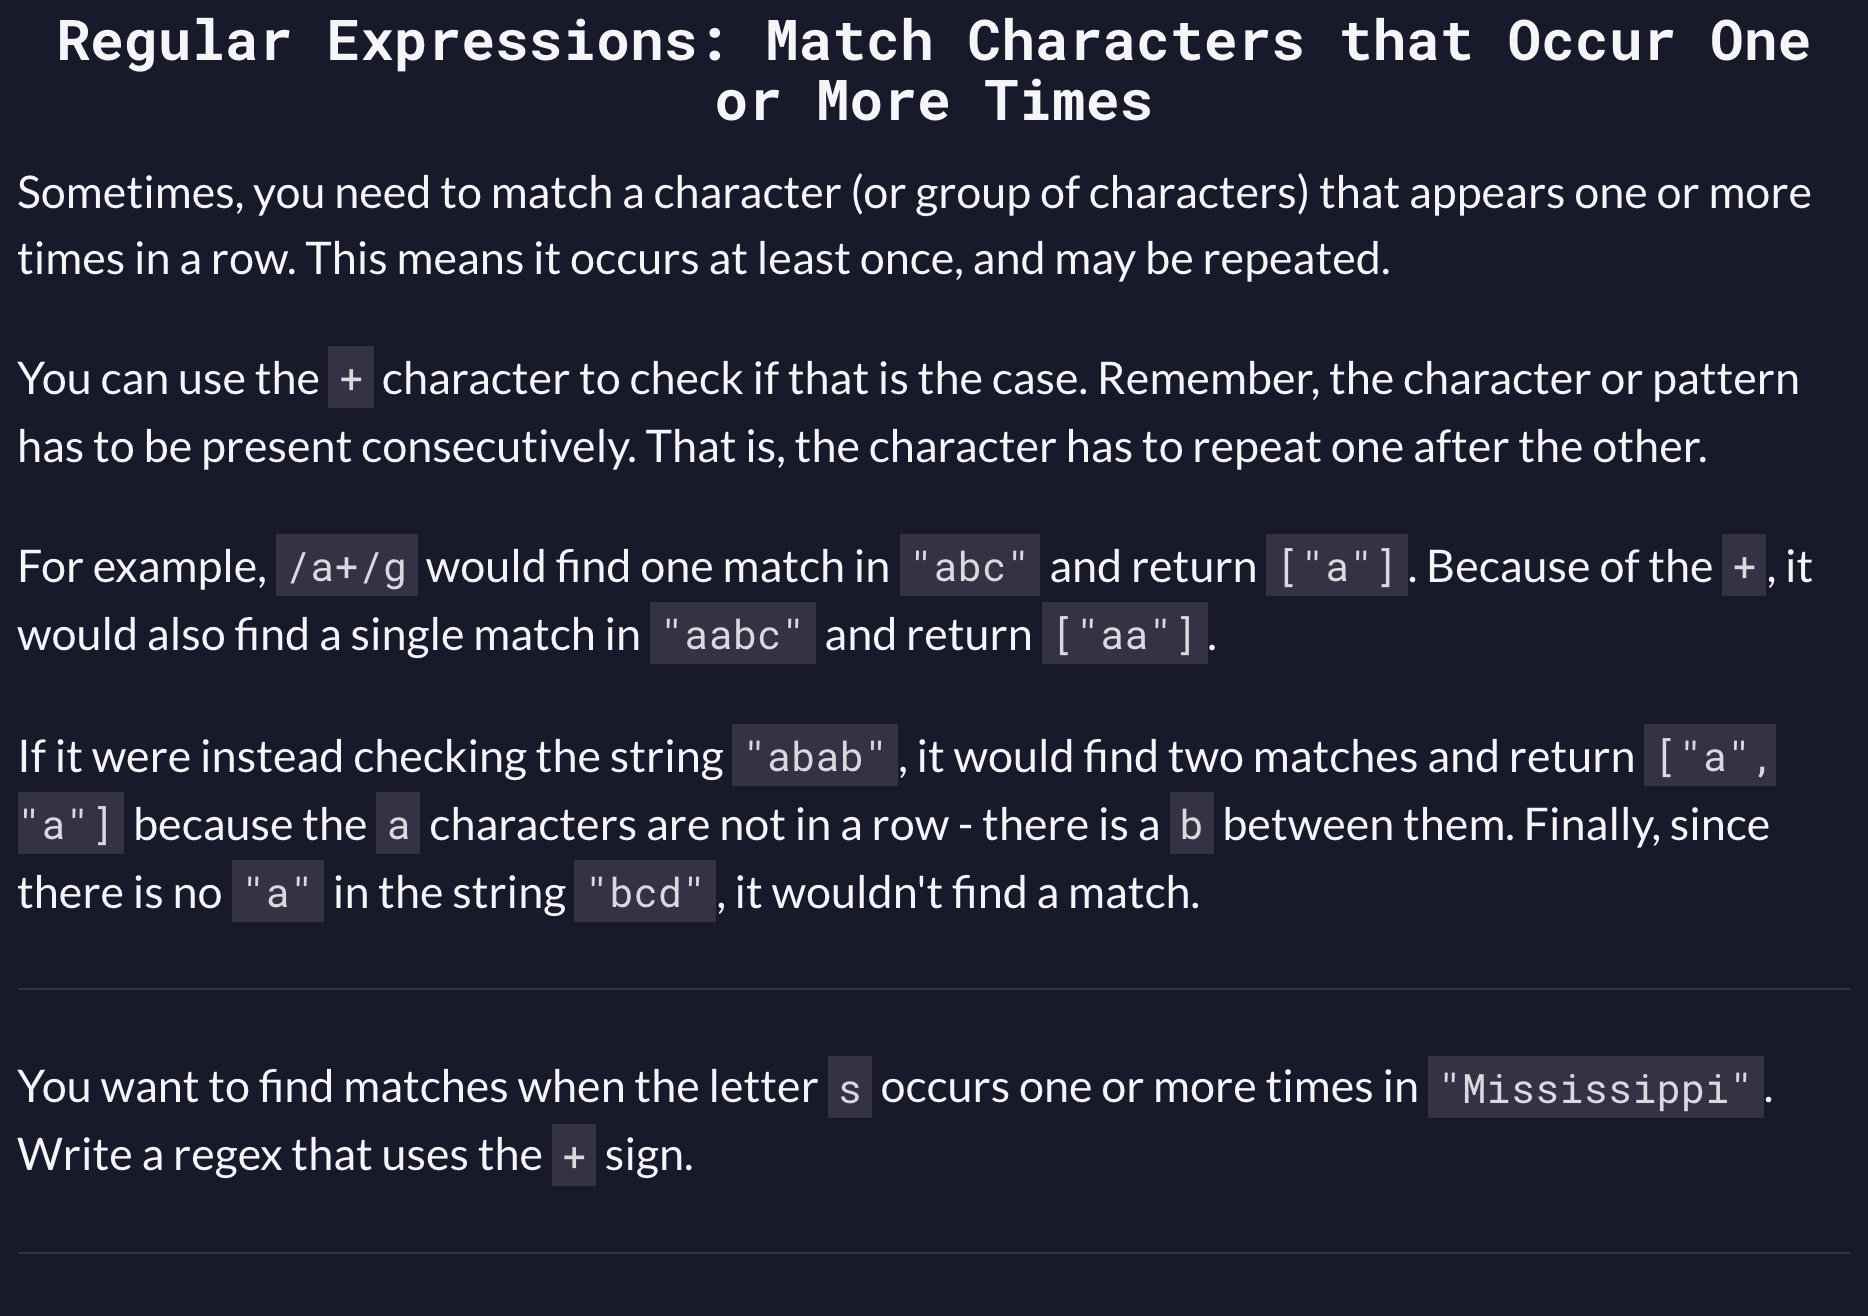 Regular Expressions: Match Characters that Occur One
or More Times
Sometimes, you need to match a character (or group of characters) that appears one or more
times in a row. This means it occurs at least once, and may be repeated.
You can use the + character to check if that is the case. Remember, the character or pattern
has to be present consecutively. That is, the character has to repeat one after the other.
For example, /a+/g would find one match in "abc" and return ["a"]. Because of the +, it
would also find a single match in "aabc" and return ["aa"].
If it were instead checking the string "abab", it would find two matches and return ["a",
"a"] because the a characters are not in a row - there is a b between them. Finally, since
there is no "a" in the string "bcd", it wouldn't find a match.
You want to find matches when the letter s occurs one or more times in "Mississippi".
Write a regex that uses the + sign.